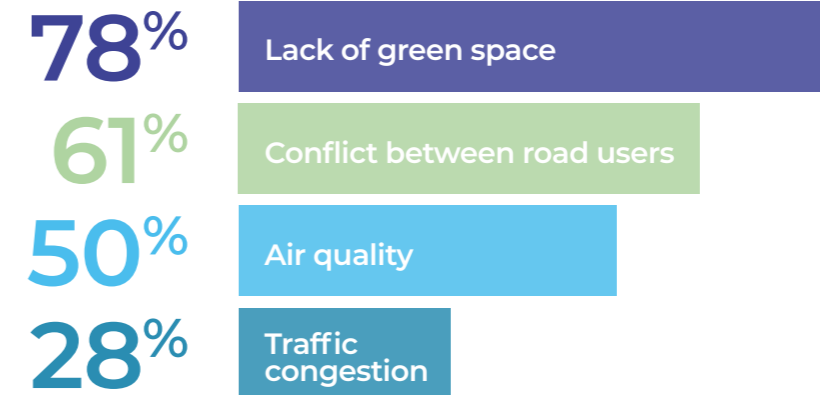 78%
Lack of green space
61%
Conflict between road users
50%
Air quality
28%
Traffic
congestion